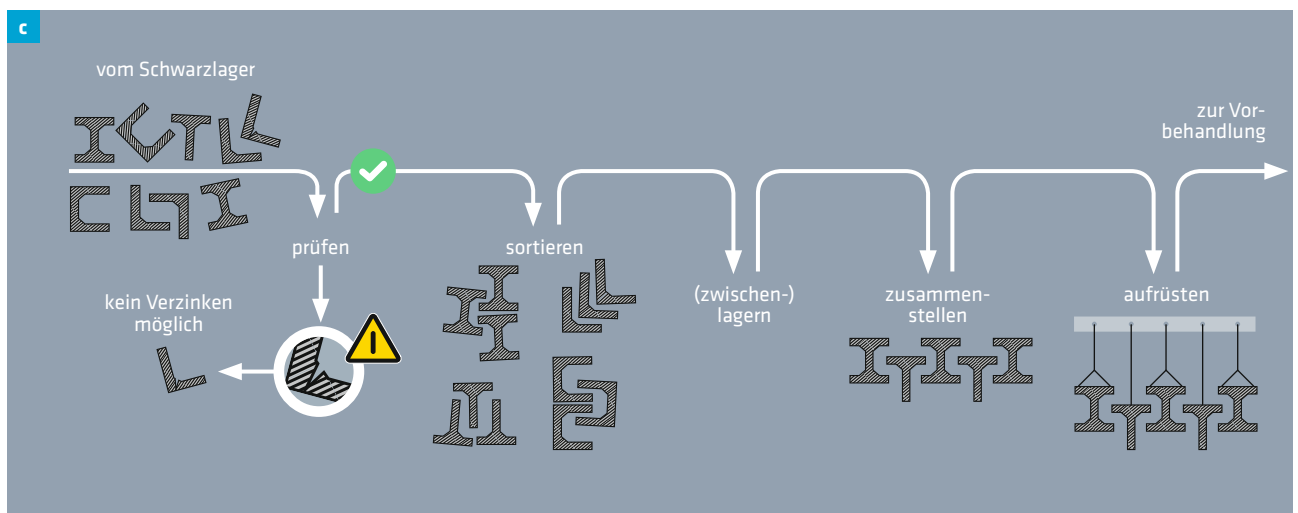 c
vom Schwarzlager
zur Vor-
behandlung
prüfen
sortieren
kein Verzinken
möglich
(zwischen-)
lagern
zusammen-
stellen
aufrüsten